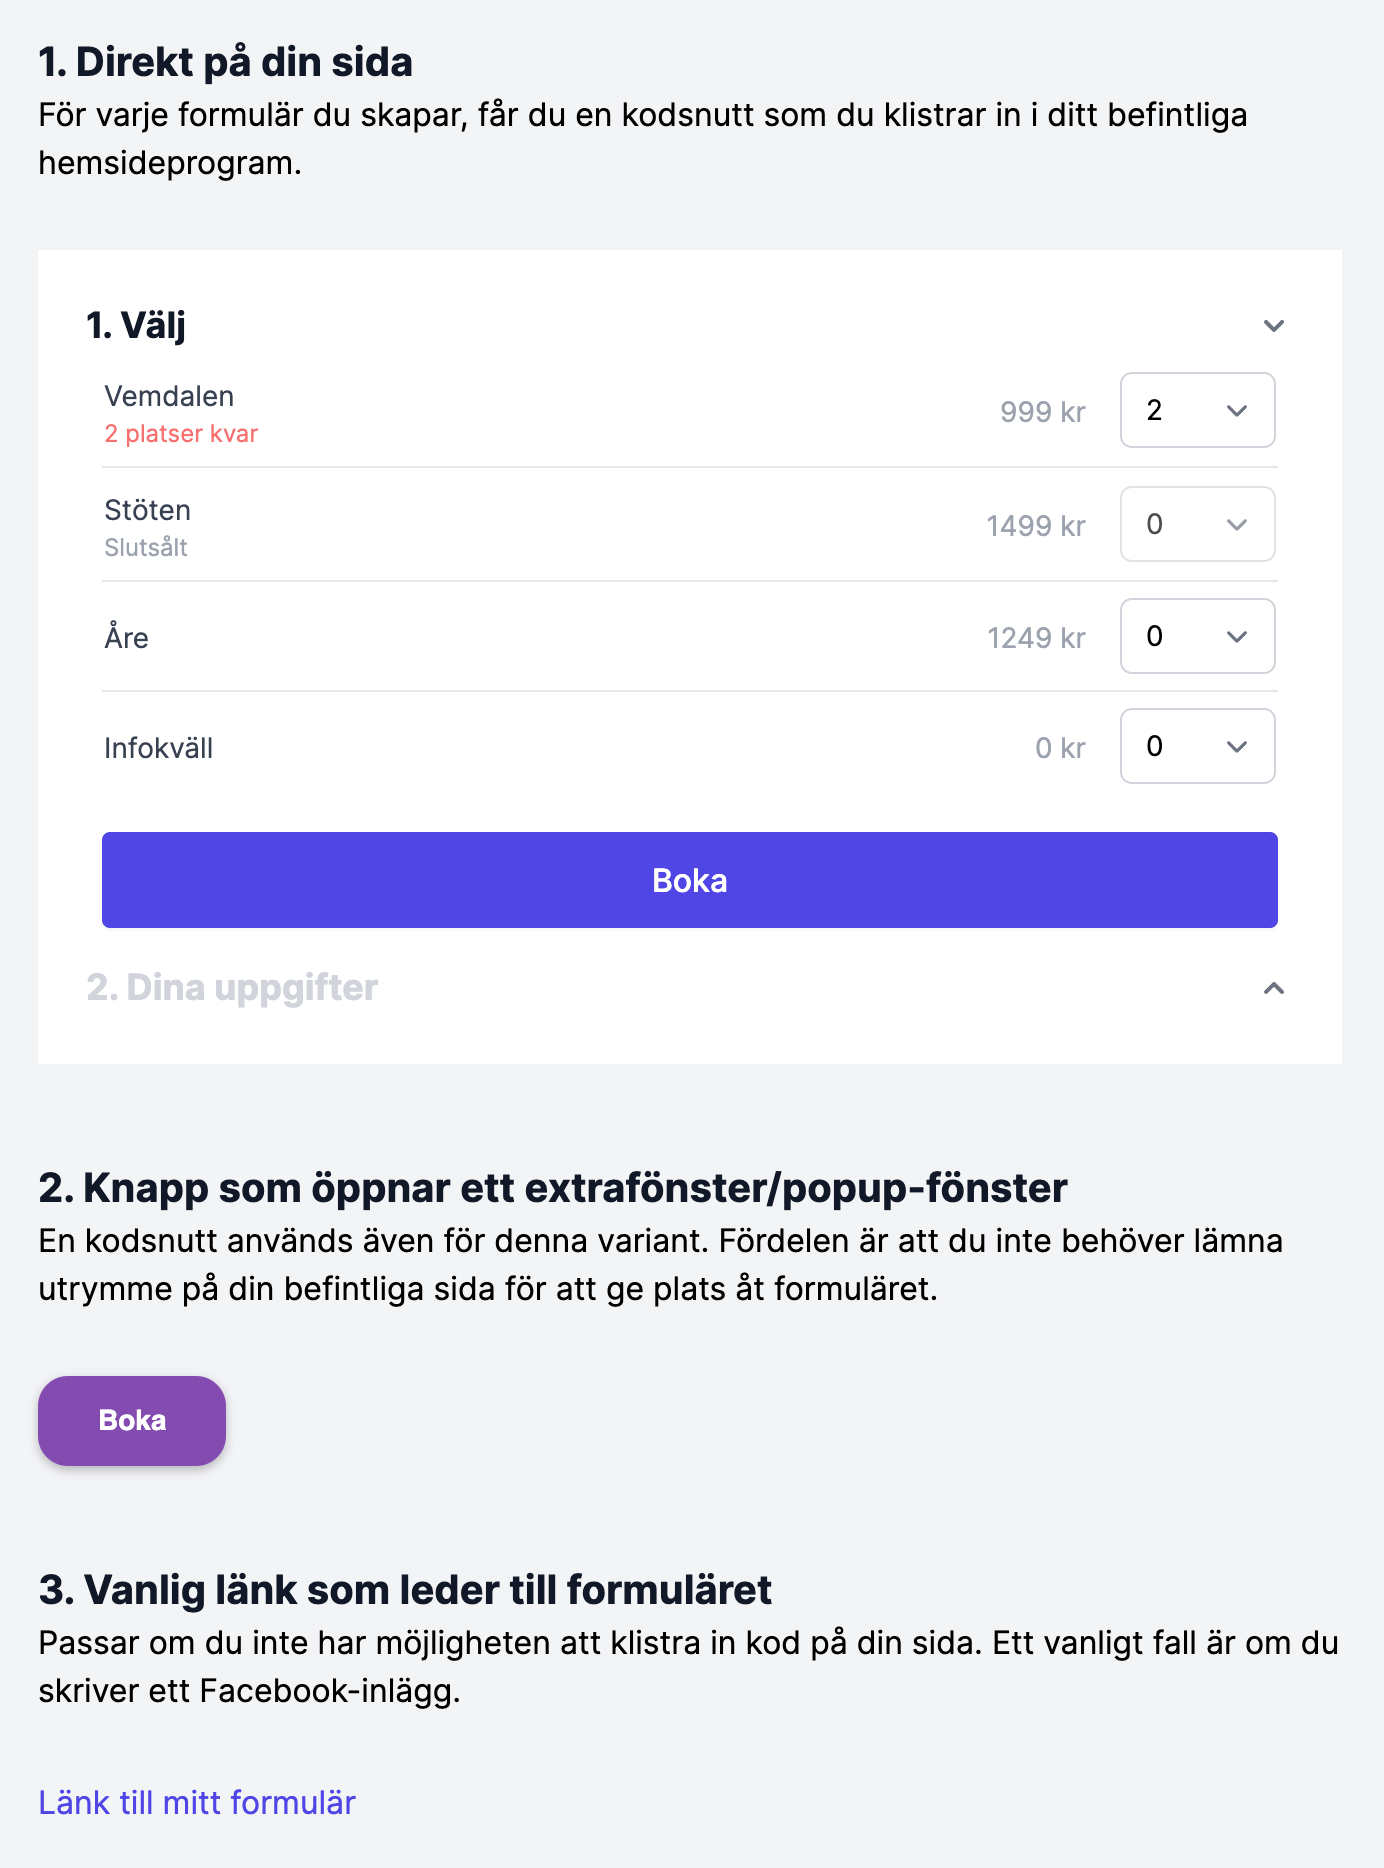 1. Direkt på din sida
För varje formulär du skapar, får du en kodsnutt som du klistrar in i ditt befintliga
hemsideprogram.
1. Välj
Vemdalen
2 platser kvar
999 kr
2
Stöten
Slutsålt
1499 kr
0
Åre
1249 kr
0
Infokväll
0 kr
0
Boka
2. Dina uppgifter
2. Knapp som öppnar ett extrafönster/popup-fönster
En kodsnutt används även för denna variant. Fördelen är att du inte behöver lämna
utrymme på din befintliga sida för att ge plats åt formuläret.
Boka
3. Vanlig länk som leder till formuläret
Passar om du inte har möjligheten att klistra in kod på din sida. Ett vanligt fall är om du
skriver ett Facebook-inlägg.
Länk till mitt formulär